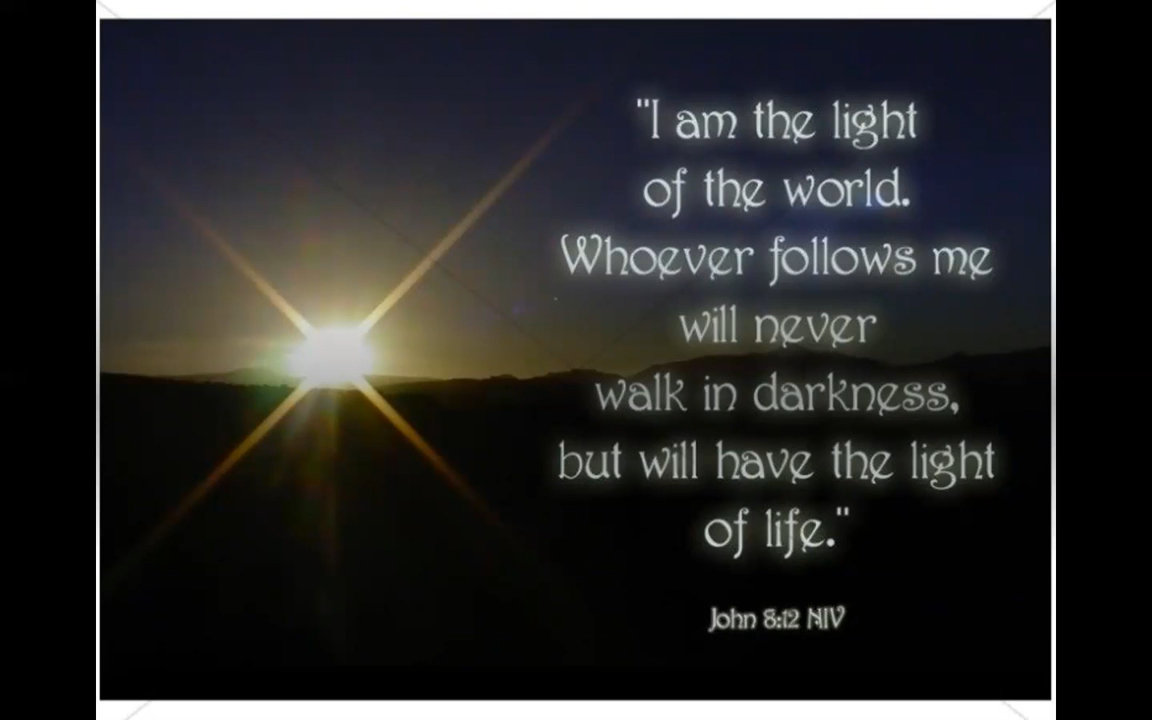 "I am the light
of the world.
Whoever follows me
will never
walk in darkness,
but will have the light
of life."
John 8:12 NIV